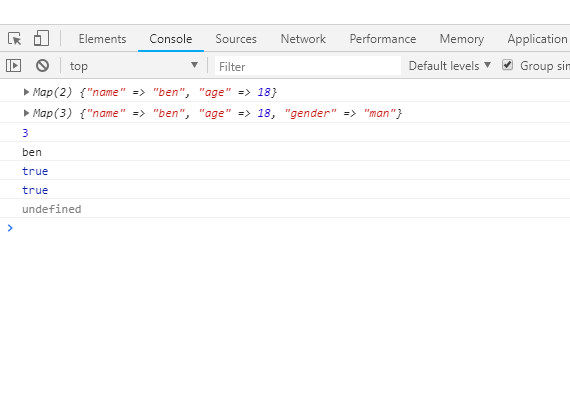 Elements Console Sources Network Performance Memory Application
top Filter Default levels Group sim
Map(2) {"name" => "ben", "age" => 18}
Map(3) {"name" => "ben", "age" => 18, "gender" => "man"}
3
ben
true
true
undefined